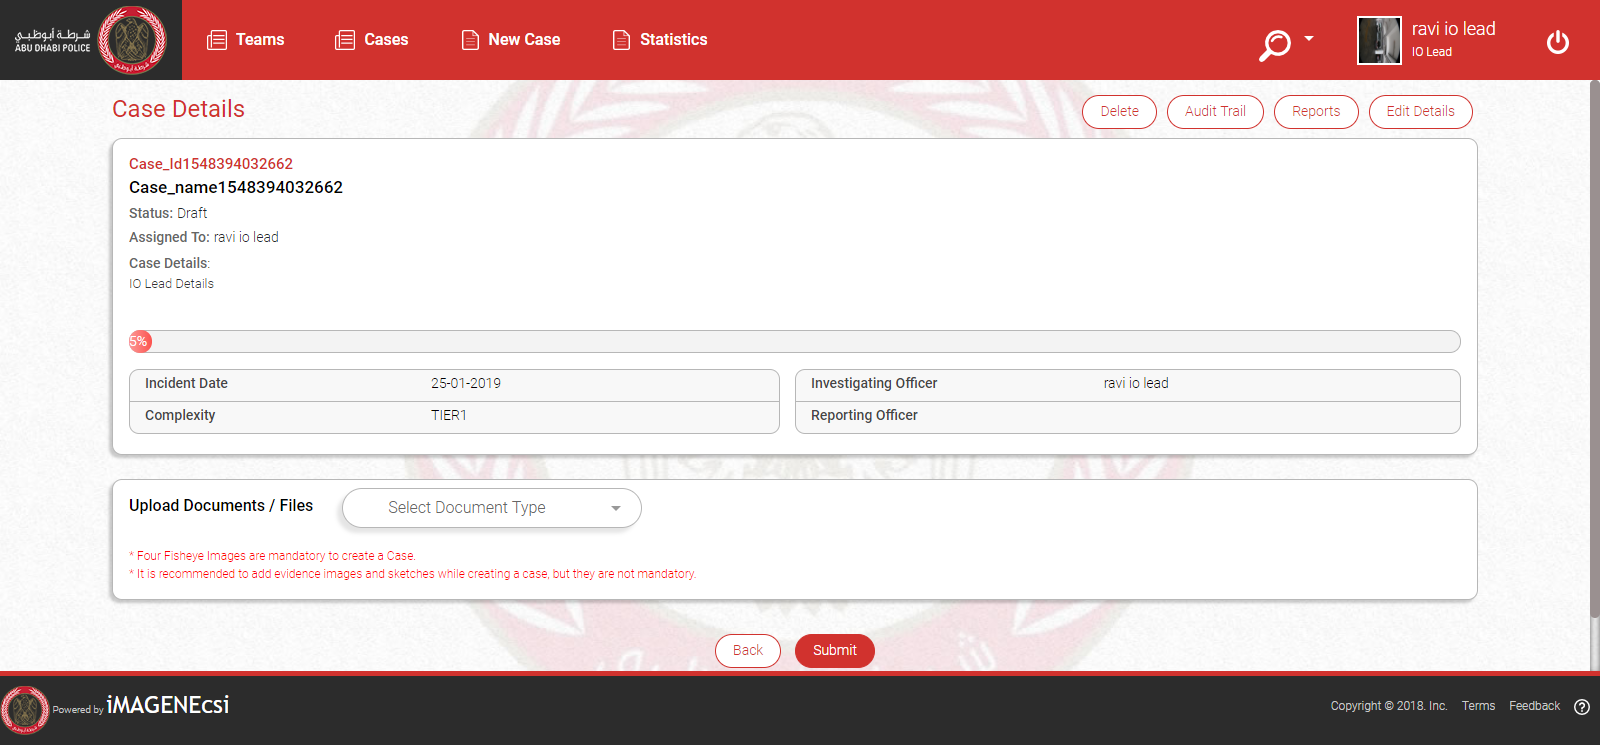 شرطة أبوظبي
ABU DHABI POLICE
Teams
Cases
New Case
Statistics
ravi io lead
IO Lead
Case Details
Delete
Audit Trail
Reports
Edit Details
Case_Id1548394032662
Case_name1548394032662
Status: Draft
Assigned To: ravi io lead
Case Details:
IO Lead Details
5%
Incident Date 25-01-2019
Complexity TIER1
Investigating Officer ravi io lead
Reporting Officer
Upload Documents / Files
Select Document Type
* Four Fisheye Images are mandatory to create a Case.
* It is recommended to add evidence images and sketches while creating a case, but they are not mandatory.
Back
Submit
Powered by iMAGENEcsi
Copyright © 2018. Inc.
Terms
Feedback